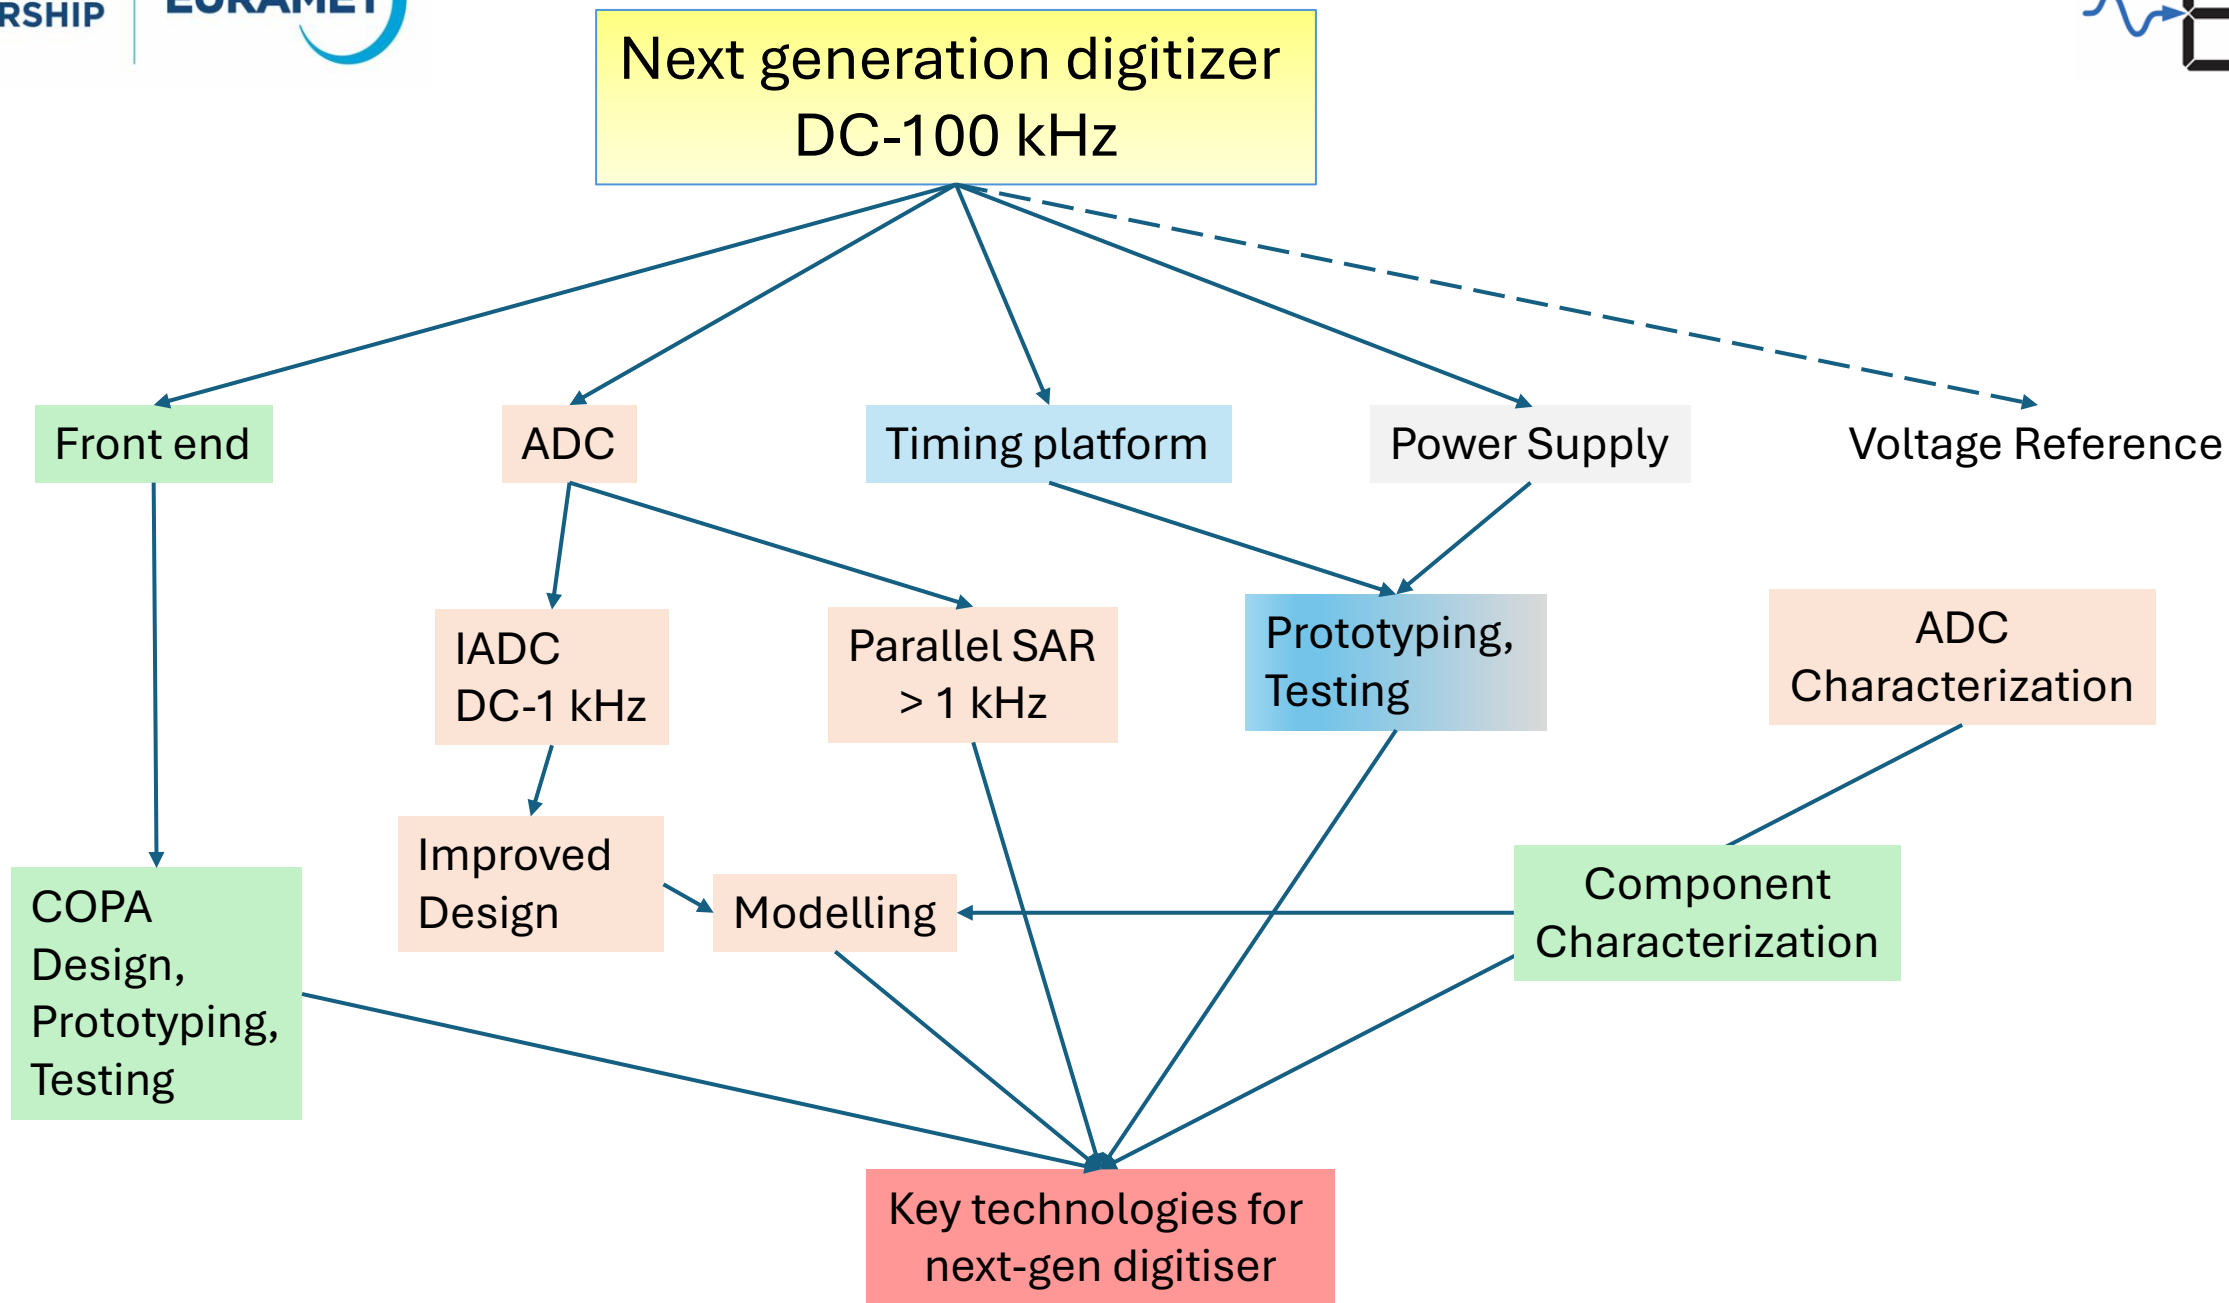 Next generation digitizer
DC-100 kHz
Front end
ADC
Timing platform
Power Supply
Voltage Reference
IADC
DC-1 kHz
Parallel SAR
> 1 kHz
Prototyping,
Testing
ADC
Characterization
Improved
Design
Modelling
Component
Characterization
COPA
Design,
Prototyping,
Testing
Key technologies for
next-gen digitiser